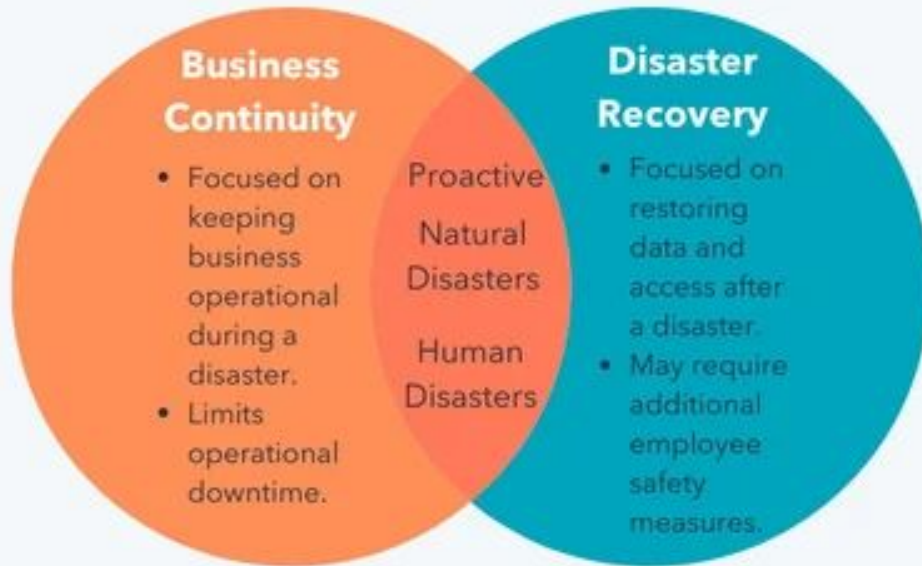 Business
Continuity
• Focused on
keeping
business
operational
during a
disaster.
• Limits
operational
downtime.
Proactive
Natural
Disasters
Human
Disasters
Disaster
Recovery
• Focused on
restoring
data and
access after
a disaster.
• May require
additional
employee
safety
measures.